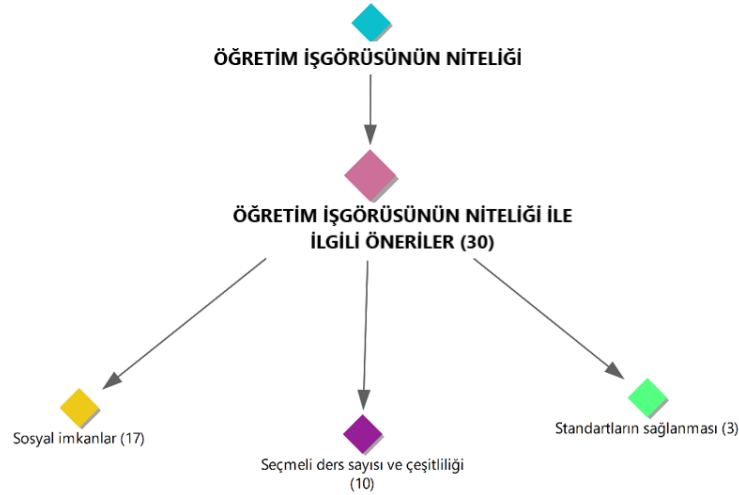 ÖĞRETİM İŞGÖRÜSÜNÜN NİTELİĞİ
ÖĞRETİM İŞGÖRÜSÜNÜN NİTELİĞİ İLE
İLGİLİ ÖNERİLER (30)
Sosyal imkanlar (17)
Seçmeli ders sayısı ve çeşitliliği
(10)
Standartların sağlanması (3)